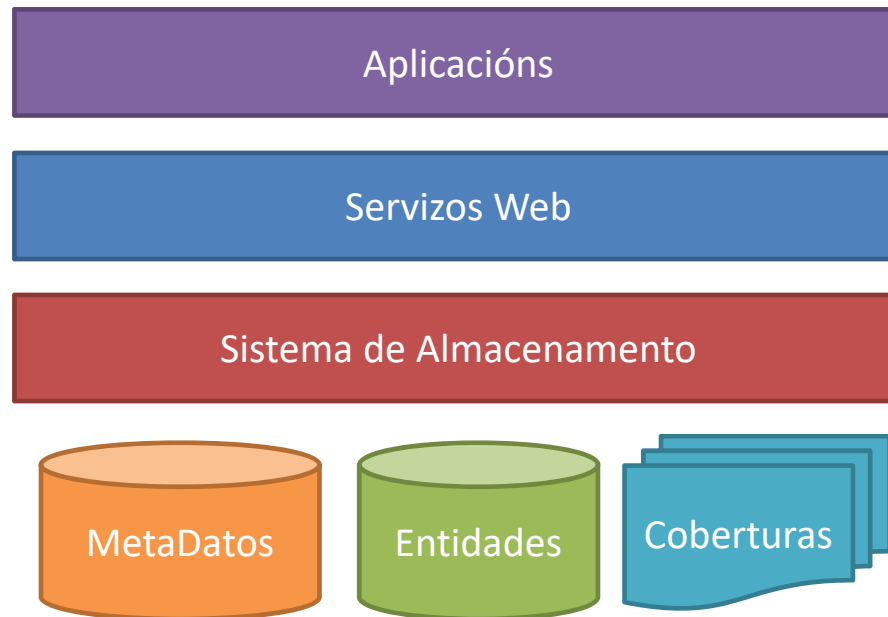 Aplicacións
Servizos Web
Sistema de Almacenamento
MetaDatos
Entidades
Coberturas